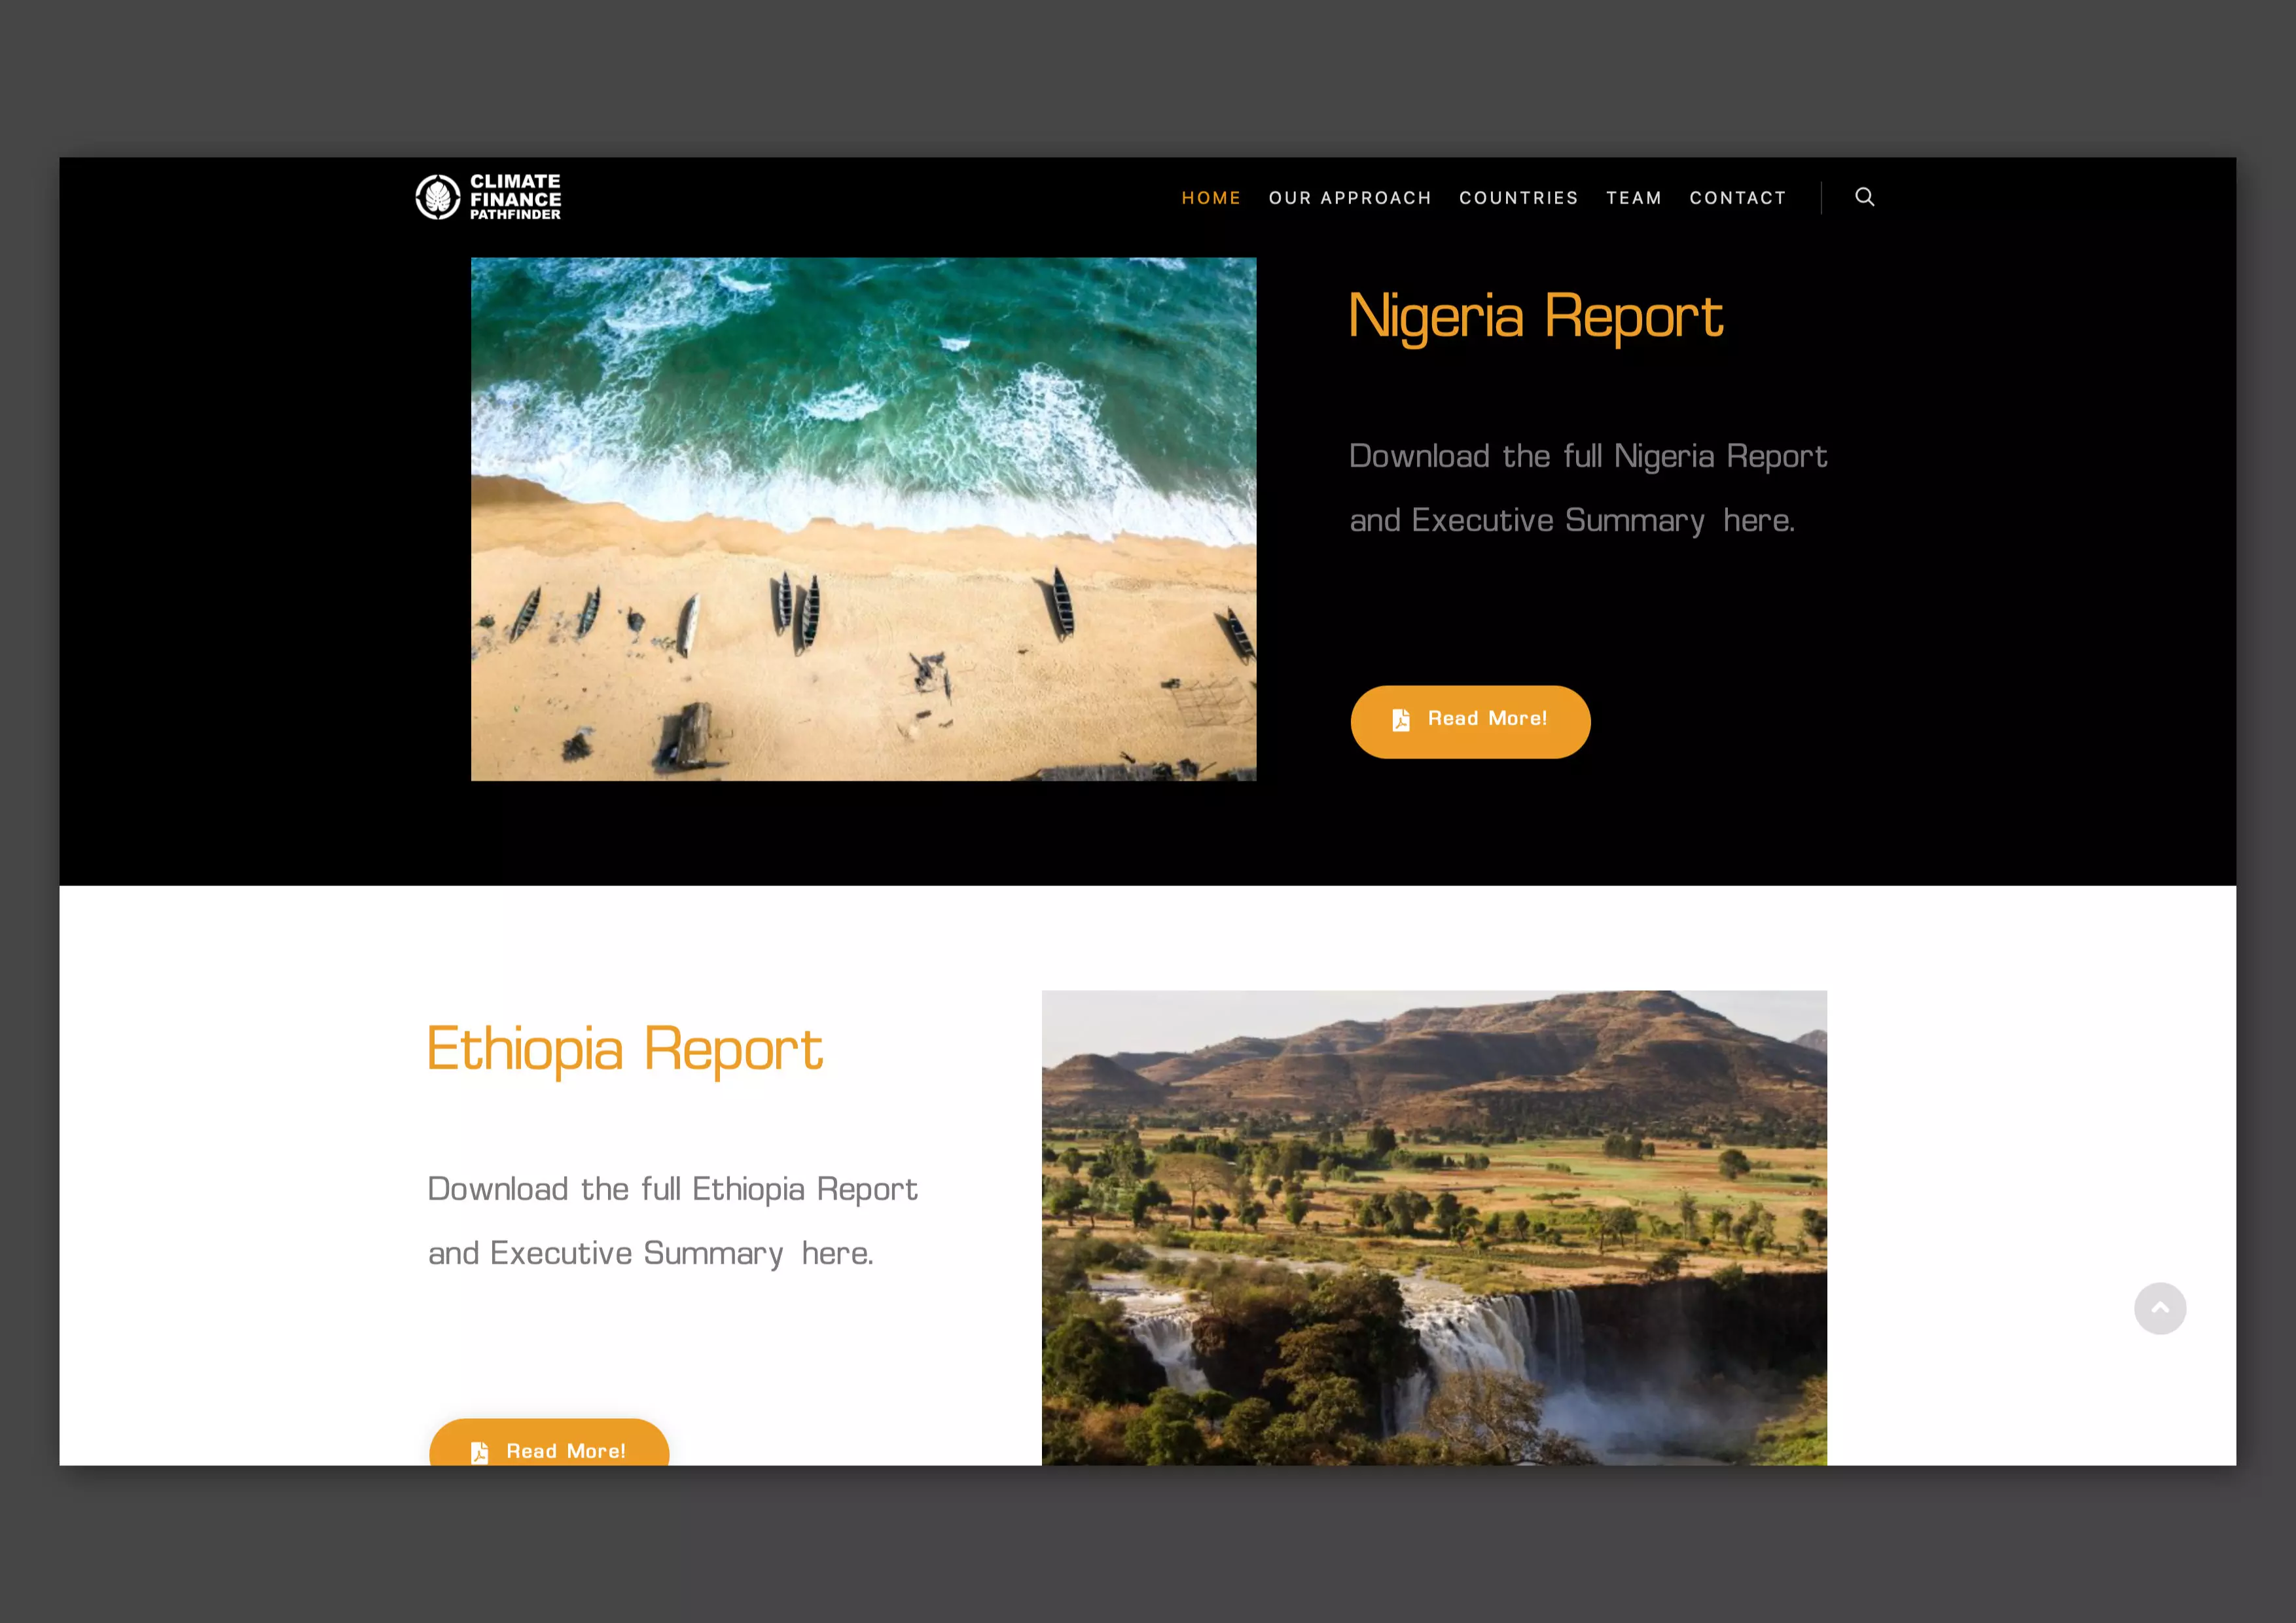 CLIMATE
FINANCE
PATHFINDER
HOME OUR APPROACH COUNTRIES TEAM CONTACT
Nigeria Report
Download the full Nigeria Report
and Executive Summary here.
Read More!
Ethiopia Report
Download the full Ethiopia Report
and Executive Summary here.
Read More!